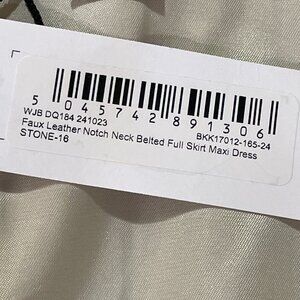 5 045742 891306
WJB DQ184 241023 BKK17012-165-24
Faux Leather Notch Neck Belted Full Skirt Maxi Dress
STONE-16